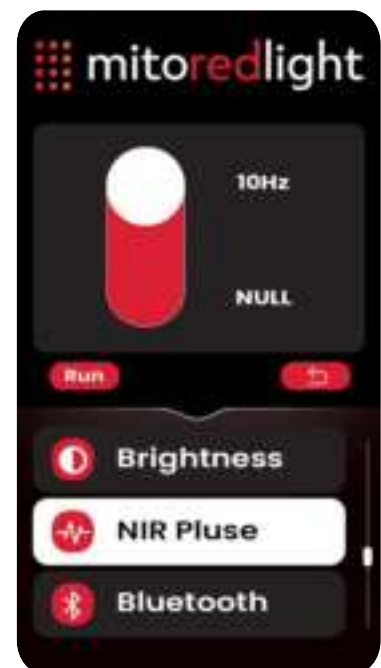 mitoredlight
10Hz
NULL
Run
Brightness
NIR Pluse
Bluetooth